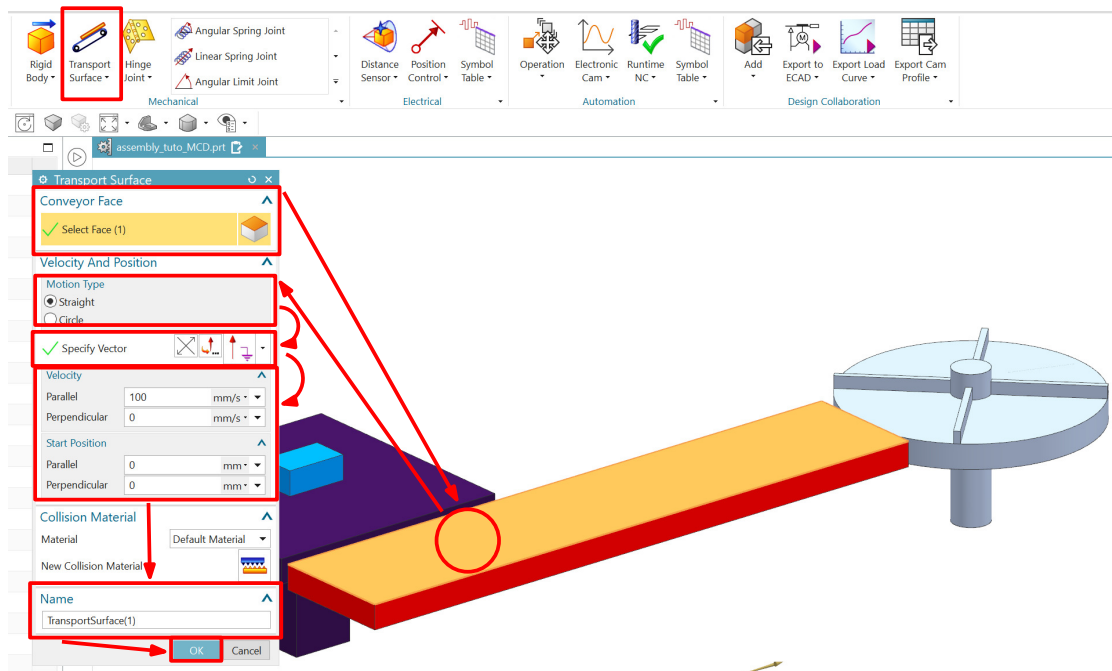 Rigid Body
Transport Surface
Hinge Joint
Angular Spring Joint
Linear Spring Joint
Angular Limit Joint
Distance Sensor
Position Control
Symbol Table
Operation
Electronic Cam
Runtime NC
Symbol Table
Add
Export to ECAD
Export Load Curve
Export Cam Profile
Mechanical
Electrical
Automation
Design Collaboration
assembly_tuto_MCD.prt
Transport Surface
Conveyor Face
Select Face (1)
Velocity And Position
Motion Type
Straight
Circle
Specify Vector
Velocity
Parallel 100 mm/s
Perpendicular 0 mm/s
Start Position
Parallel 0 mm
Perpendicular 0 mm
Collision Material
Material Default Material
New Collision Material
Name
TransportSurface(1)
OK Cancel